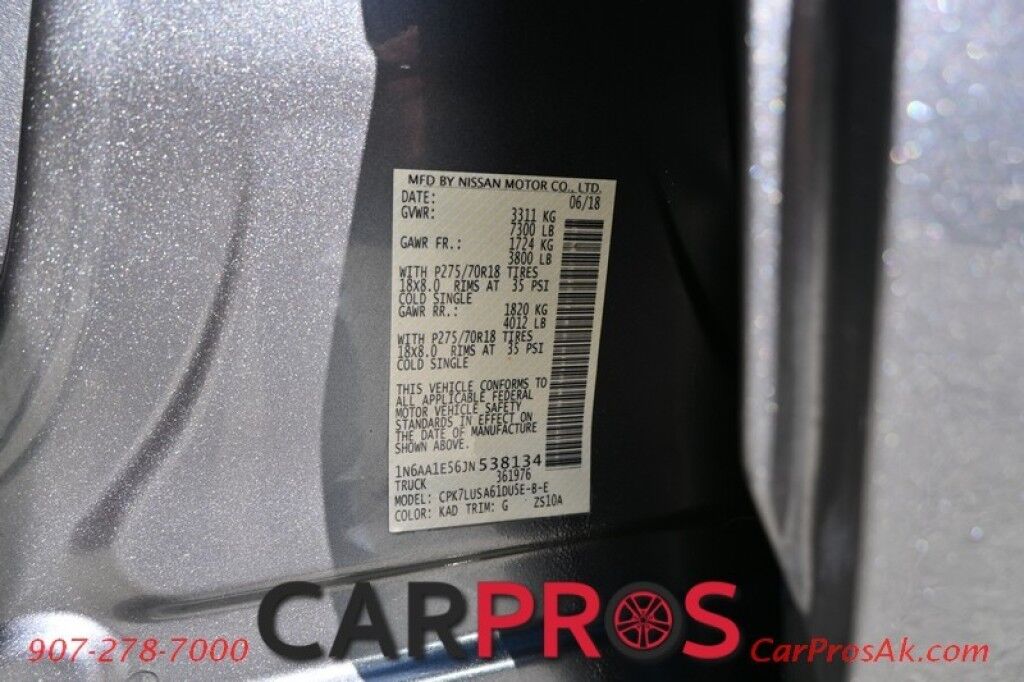 MFD BY NISSAN MOTOR CO., LTD.
DATE: 06/18
GVWR: 3311 KG
7300 LB
GAWR FR.: 1724 KG
3800 LB
WITH P275/70R18 TIRES
18x8.0 RIMS AT 35 PSI
COLD SINGLE
GAWR RR.: 1820 KG
4012 LB
WITH P275/70R18 TIRES
18x8.0 RIMS AT 35 PSI
COLD SINGLE
THIS VEHICLE CONFORMS TO
ALL APPLICABLE FEDERAL
MOTOR VEHICLE SAFETY
STANDARDS IN EFFECT ON
THE DATE OF MANUFACTURE
SHOWN ABOVE.
1N6AA1E56JN538134
TRUCK 361976
MODEL: CPK7LUSA61DUSE-B-E
COLOR: KAD TRIM: G ZS10A
CARPROS
907-278-7000
CarProsAk.com